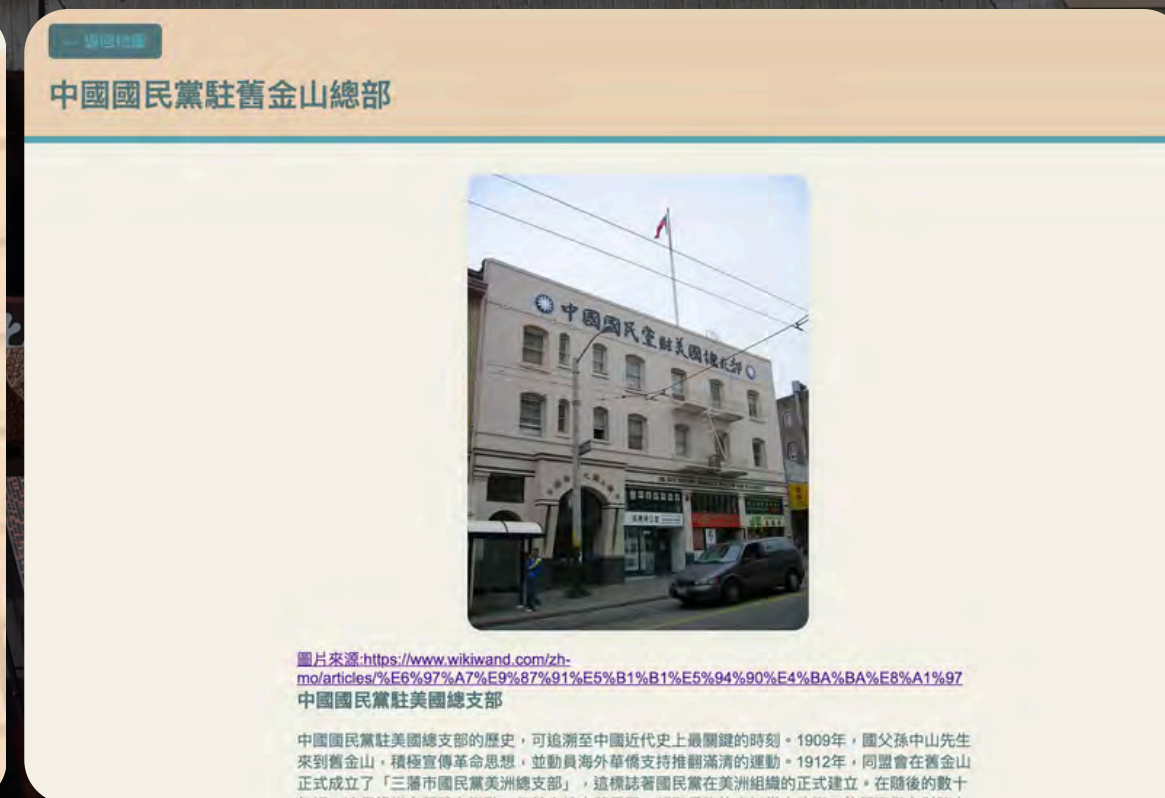 ← 返回地圖
中國國民黨駐舊金山總部
中國國民黨駐美國總支部
圖片來源:https://www.wikiwand.com/zh-
mo/articles/%E6%97%A7%E9%87%91%E5%B1%B1%E5%94%90%E4%BA%BA%E8%A1%97
中國國民黨駐美國總支部
中國國民黨駐美國總支部的歷史，可追溯至中國近代史上最關鍵的時刻。1909年，國父孫中山先生
來到舊金山，積極宣傳革命思想，並動員海外華僑支持推翻滿清的運動。1912年，同盟會在舊金山
正式成立了「三藩市國民黨美洲總支部」，這標誌著國民黨在美洲組織的正式建立。在隨後的數十